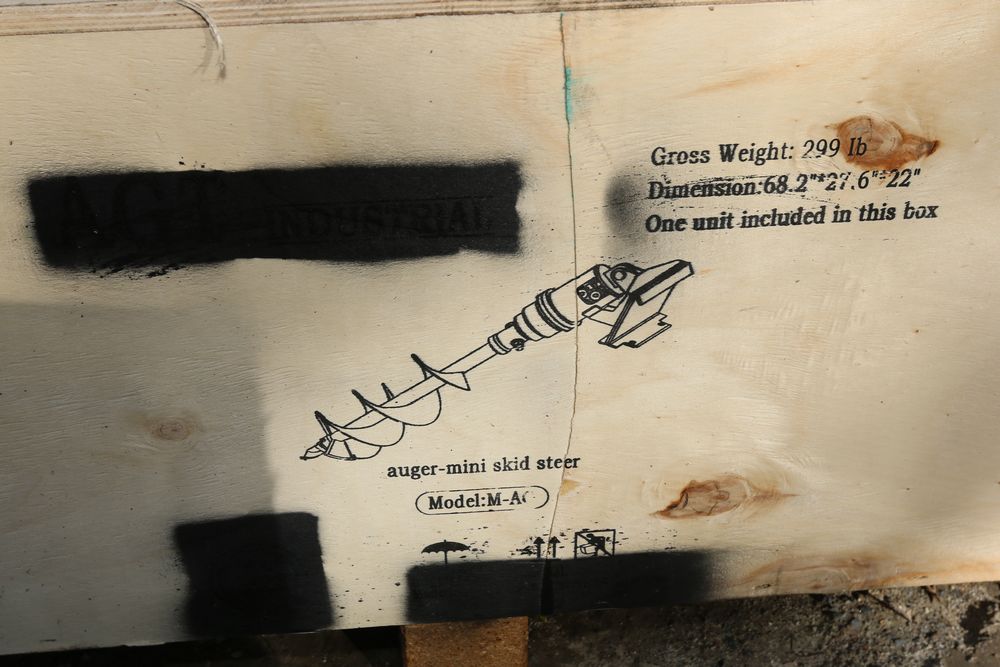 INDUSTRIAL
Gross Weight: 299 lb
Dimension:68.2"*27.6"*22"
One unit included in this box
auger-mini skid steer
Model:M-A